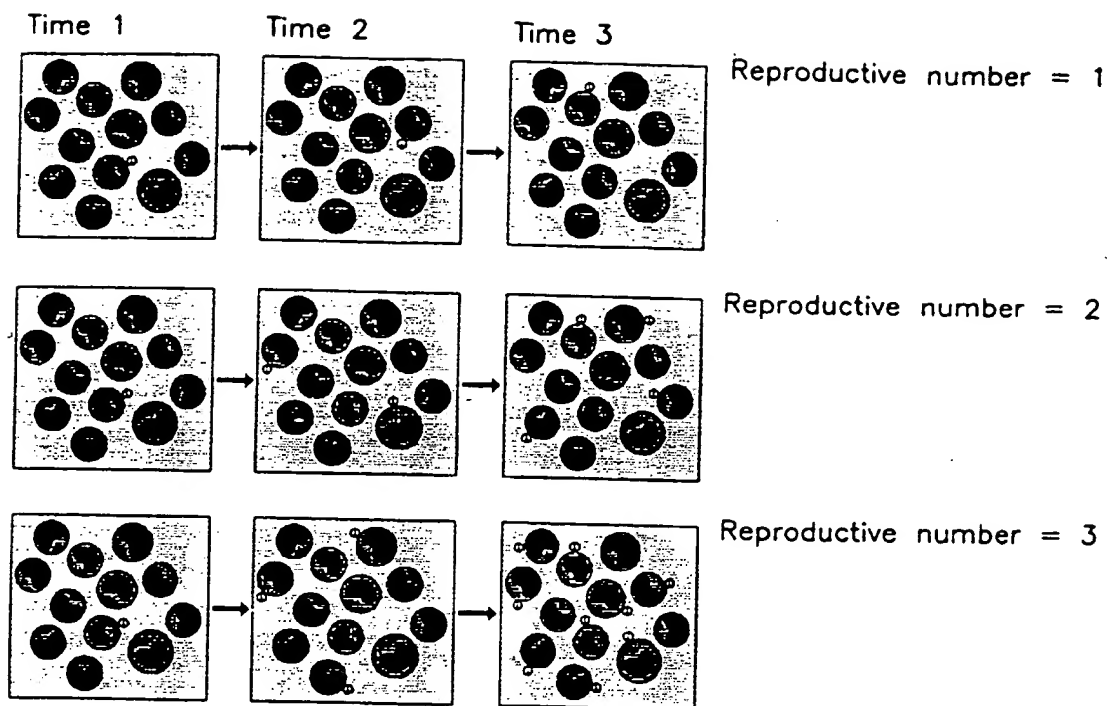 Time 1 Time 2 Time 3
Reproductive number = 1
Reproductive number = 2
Reproductive number = 3